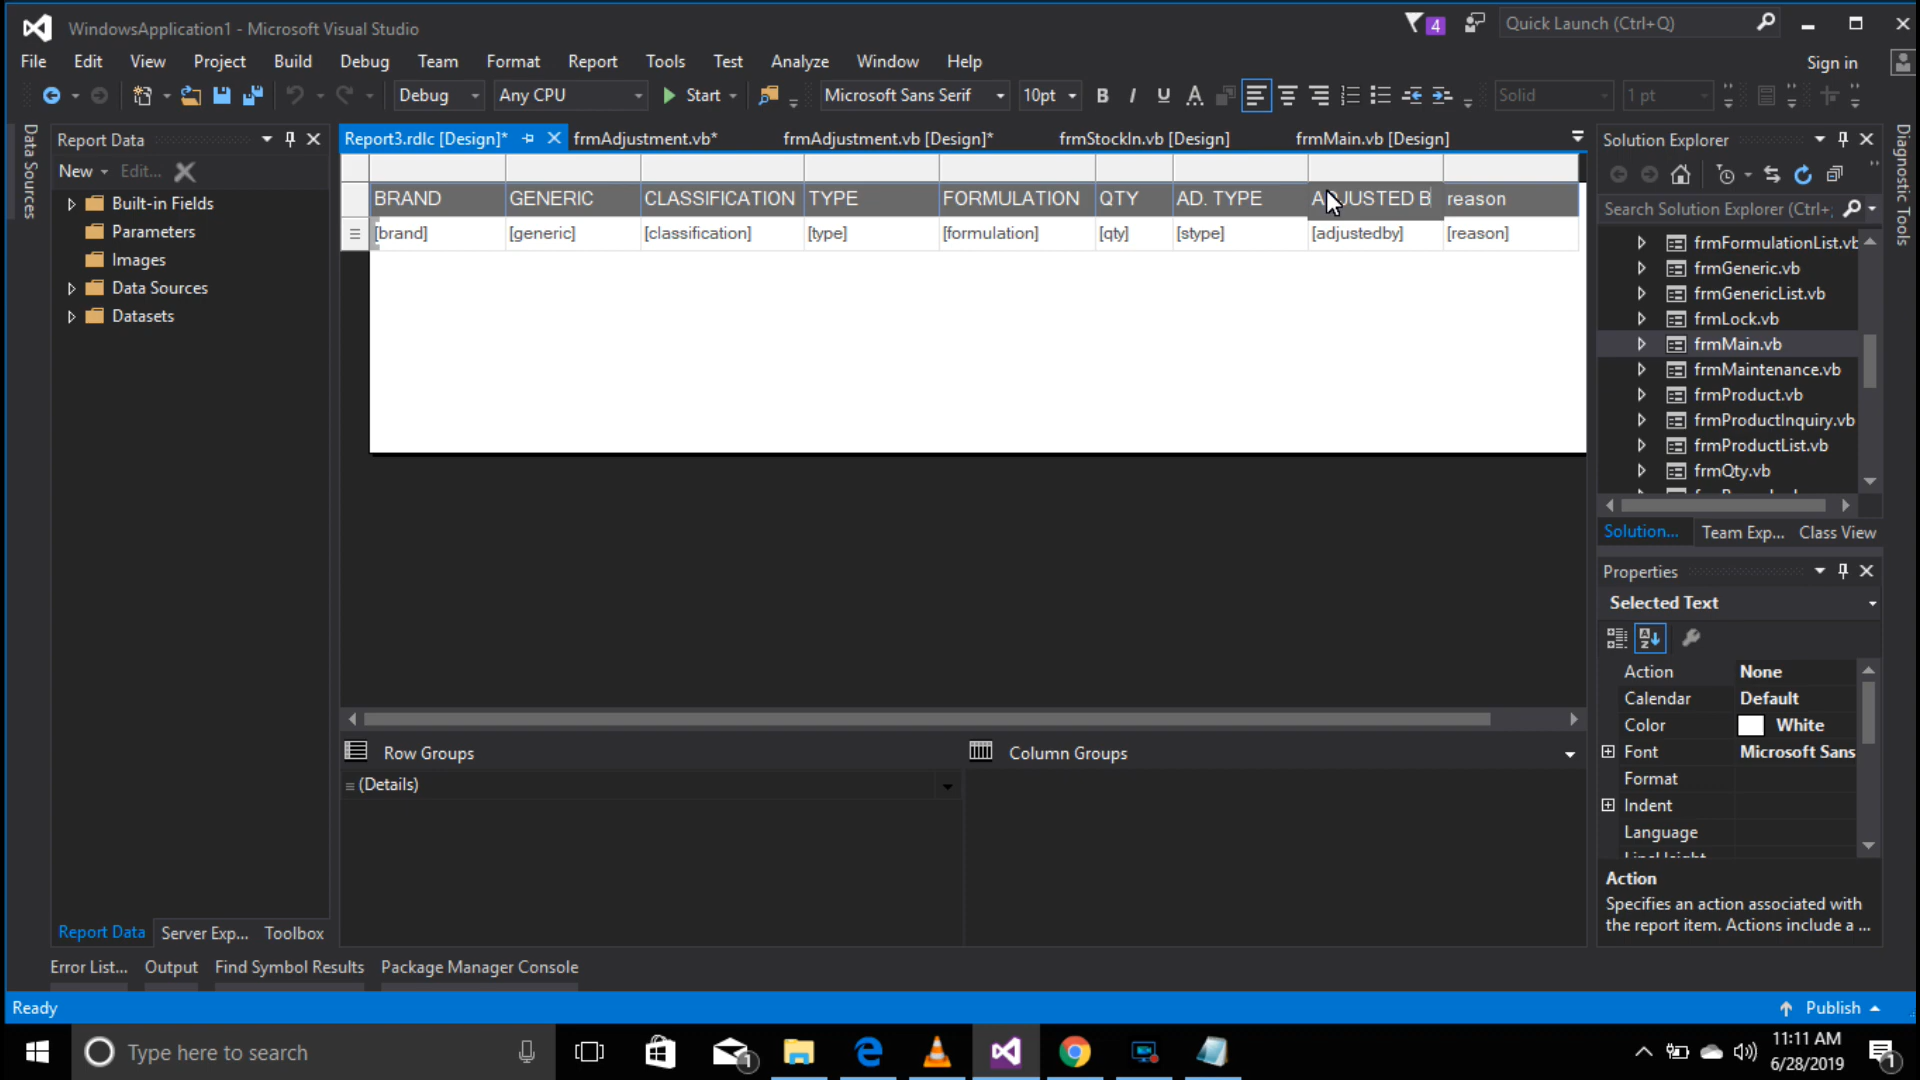 WindowsApplication1 - Microsoft Visual Studio
4
Quick Launch (Ctrl+Q)
File Edit View Project Build Debug Team Format Report Tools Test Analyze Window Help
Sign in
Debug Any CPU Start Microsoft Sans Serif 10pt B I U A Solid 1 pt
Data Sources
Report Data
New Edit...
Built-in Fields
Parameters
Images
Data Sources
Datasets
Report3.rdlc [Design]* frmAdjustment.vb* frmAdjustment.vb [Design]* frmStockIn.vb [Design] frmMain.vb [Design]
BRAND GENERIC CLASSIFICATION TYPE FORMULATION QTY AD. TYPE ADJUSTED B reason
[brand] [generic] [classification] [type] [formulation] [qty] [stype] [adjustedby] [reason]
Row Groups
(Details)
Column Groups
Solution Explorer
Search Solution Explorer (Ctrl+;
frmFormulationList.vb
frmGeneric.vb
frmGenericList.vb
frmLock.vb
frmMain.vb
frmMaintenance.vb
frmProduct.vb
frmProductInquiry.vb
frmProductList.vb
frmQty.vb
Solution... Team Exp... Class View
Diagnostic Tools
Properties
Selected Text
Action None
Calendar Default
Color White
Font Microsoft Sans
Format
Indent
Language
LineHeight
Action
Specifies an action associated with
the report item. Actions include a ...
Report Data Server Exp... Toolbox
Error List... Output Find Symbol Results Package Manager Console
Ready
Publish
Type here to search
1
11:11 AM
6/28/2019
1